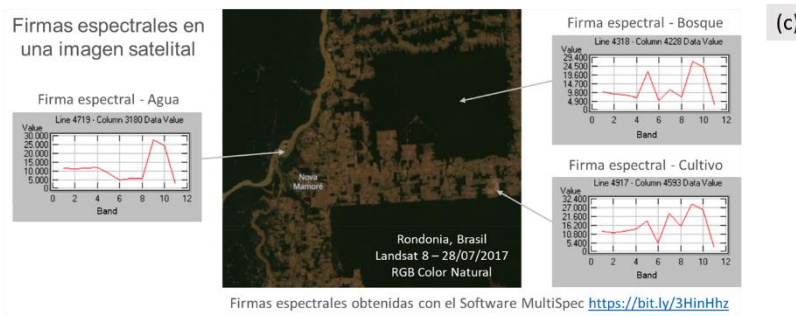 Firmas espectrales en
una imagen satelital
(c)
Firma espectral - Agua
Line 4719 - Column 3180 Data Value
Value
30.000
25.000
20.000
15.000
10.000
5.000
0
0 2 4 6 8 10 12
Band
Nova
Mamoré
Rondonia, Brasil
Landsat 8 – 28/07/2017
RGB Color Natural
Firma espectral - Bosque
Line 4318 - Column 4228 Data Value
Value
29.400
24.500
19.600
14.700
9.800
4.900
0
0 2 4 6 8 10 12
Band
Firma espectral - Cultivo
Line 4917 - Column 4593 Data Value
Value
32.400
27.000
21.600
16.200
10.800
5.400
0
0 2 4 6 8 10 12
Band
Firmas espectrales obtenidas con el Software MultiSpec https://bit.ly/3HinHhz